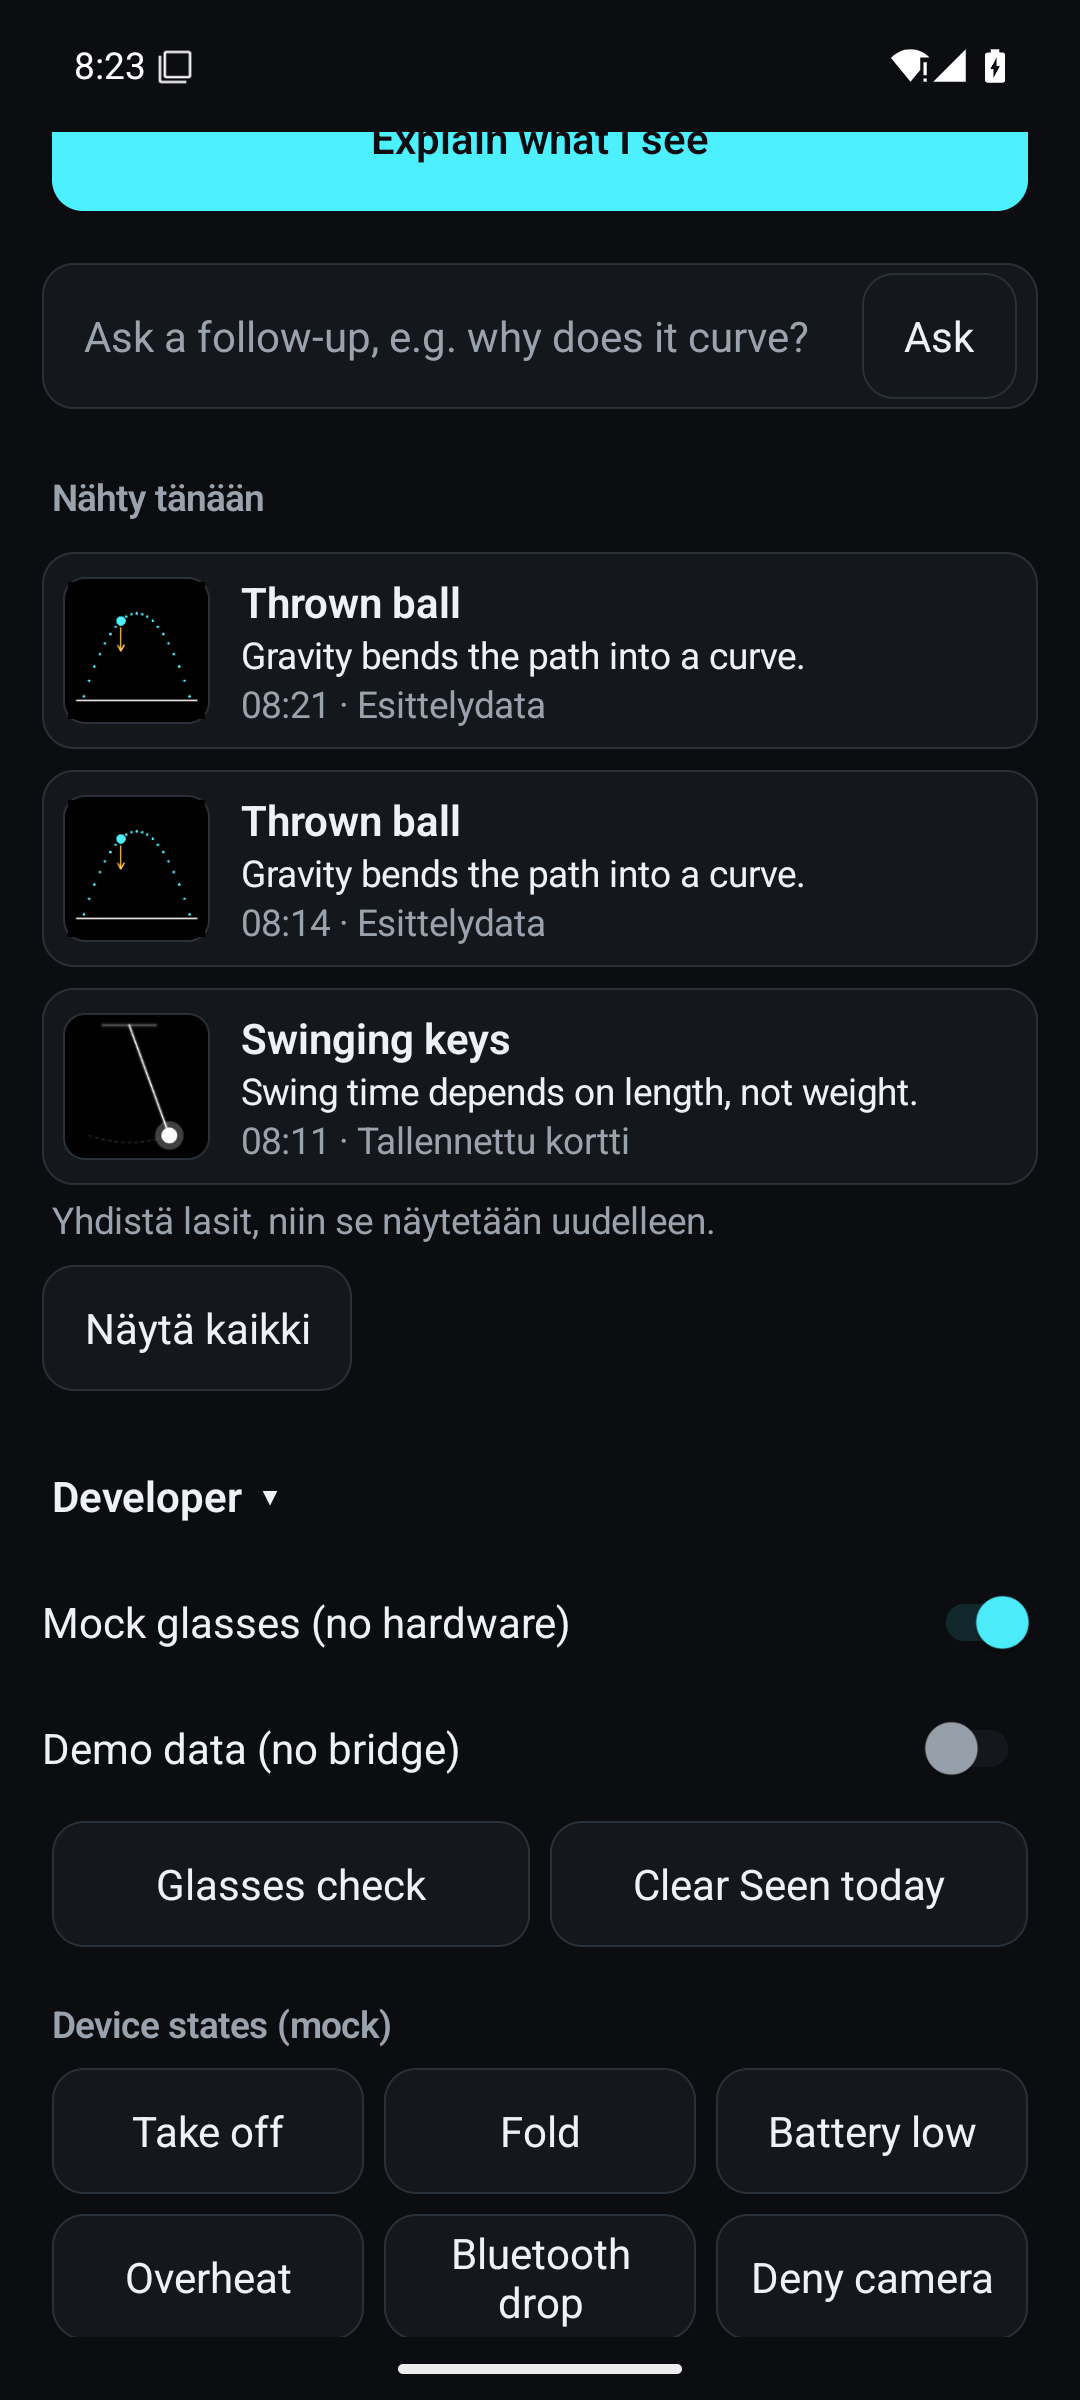 8:23
Explain what I see
Ask a follow-up, e.g. why does it curve?
Ask
Nähty tänään
Thrown ball
Gravity bends the path into a curve.
08:21 · Esittelydata
Thrown ball
Gravity bends the path into a curve.
08:14 · Esittelydata
Swinging keys
Swing time depends on length, not weight.
08:11 · Tallennettu kortti
Yhdistä lasit, niin se näytetään uudelleen.
Näytä kaikki
Developer ▼
Mock glasses (no hardware)
Demo data (no bridge)
Glasses check
Clear Seen today
Device states (mock)
Take off
Fold
Battery low
Overheat
Bluetooth
drop
Deny camera